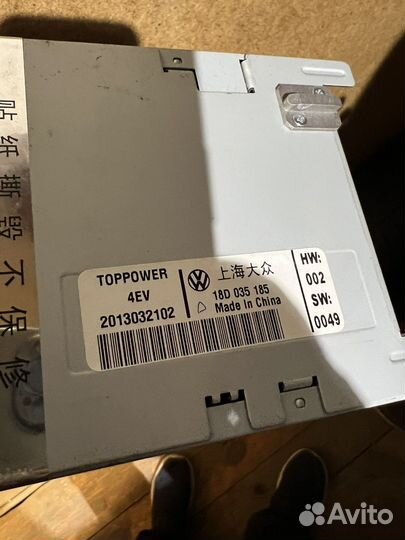 贴纸撕毁不保修
TOPPOWER
4EV
2013032102
上海大众
18D 035 185
Made In China
HW:
002
SW:
0049
Avito